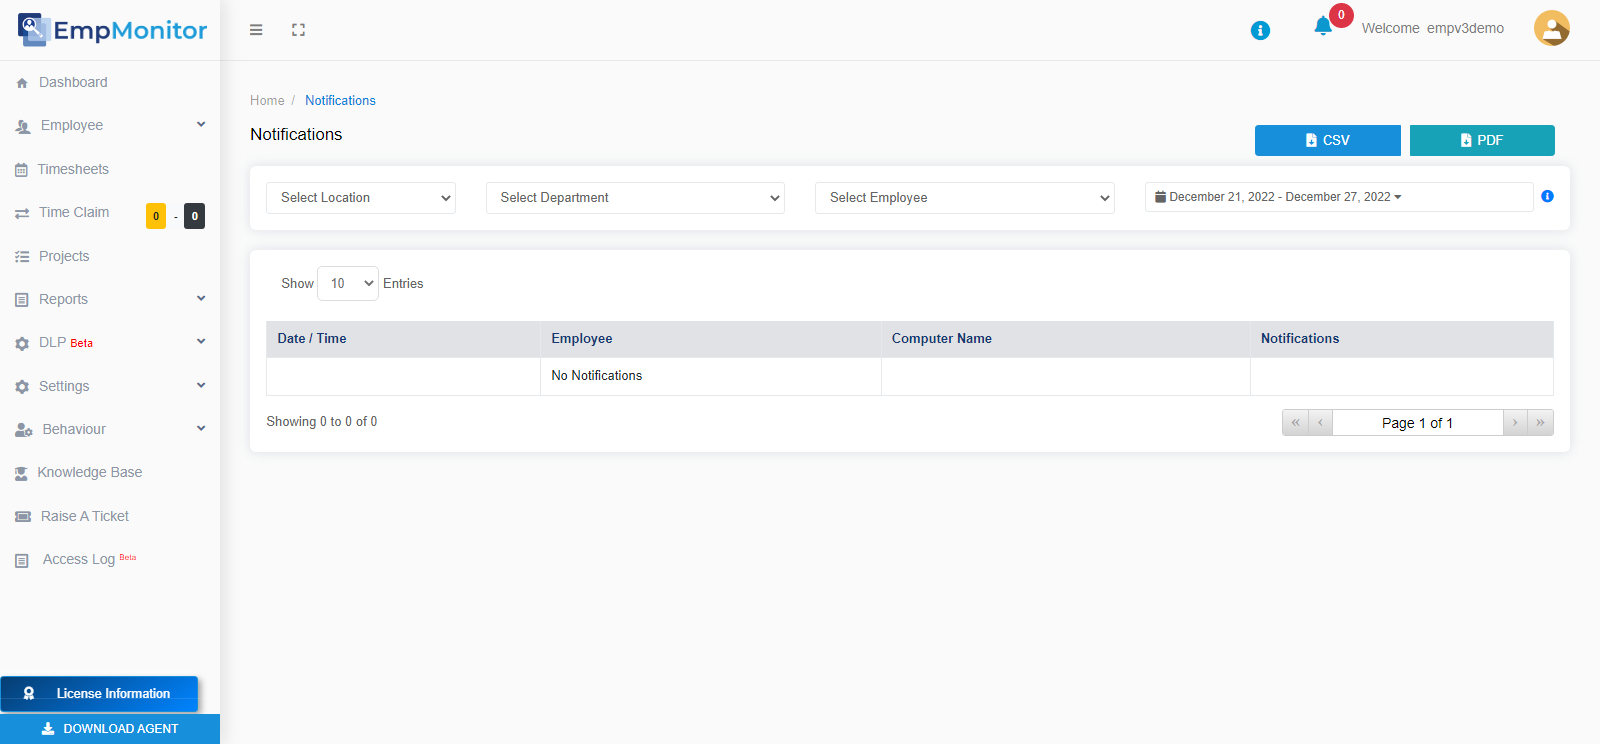 EmpMonitor
0
Welcome empv3demo
Dashboard
Employee
Timesheets
Time Claim 0 - 0
Projects
Reports
DLP Beta
Settings
Behaviour
Knowledge Base
Raise A Ticket
Access Log Beta
License Information
DOWNLOAD AGENT
Home / Notifications
Notifications
CSV PDF
Select Location Select Department Select Employee December 21, 2022 - December 27, 2022
Show 10 Entries
Date / Time Employee Computer Name Notifications
No Notifications
Showing 0 to 0 of 0
« ‹ Page 1 of 1 › »